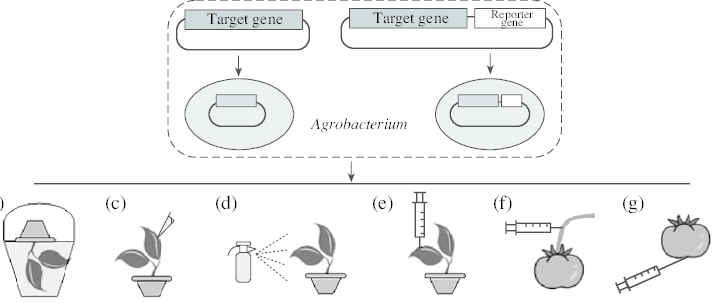 Target gene
Target gene
Reporter
gene
Agrobacterium
)
(c)
(d)
(e)
(f)
(g)